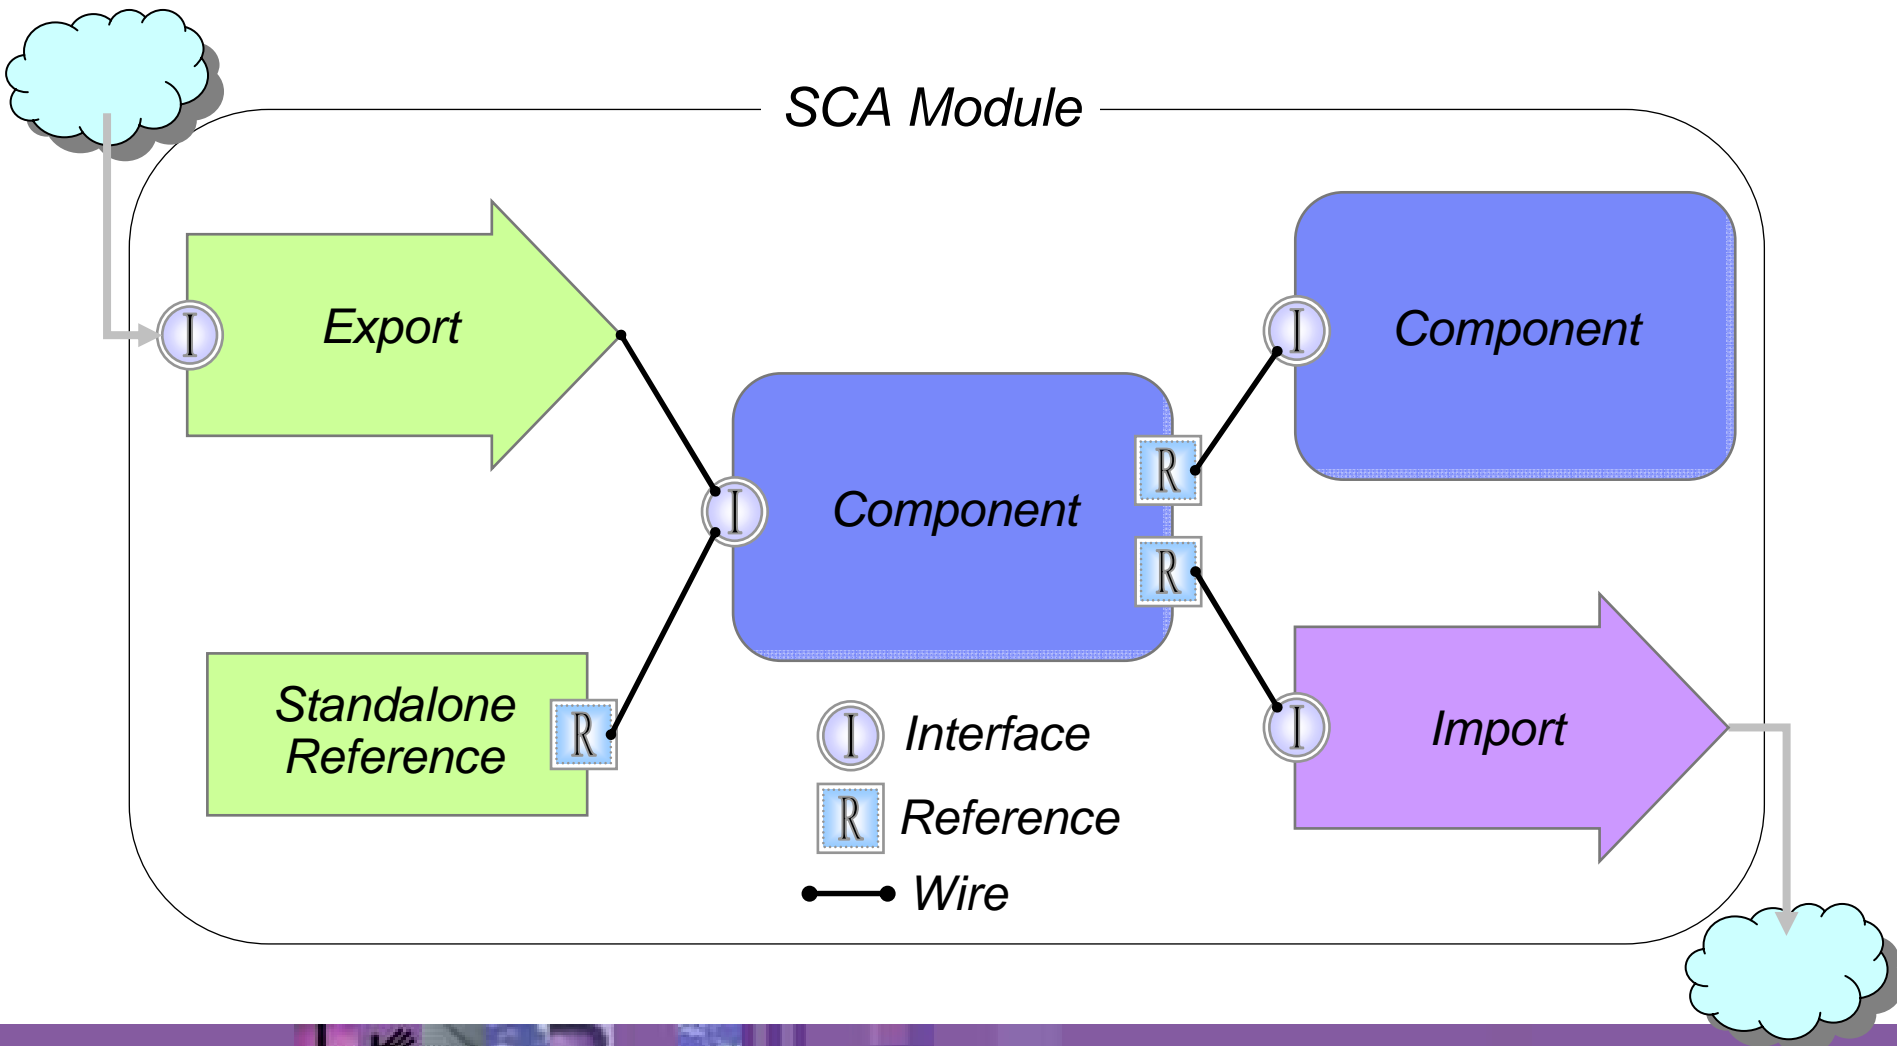 SCA Module
I
Export
I
Component
I
Component
R
R
Standalone
Reference
R
I
Import
I
Interface
R
Reference
Wire